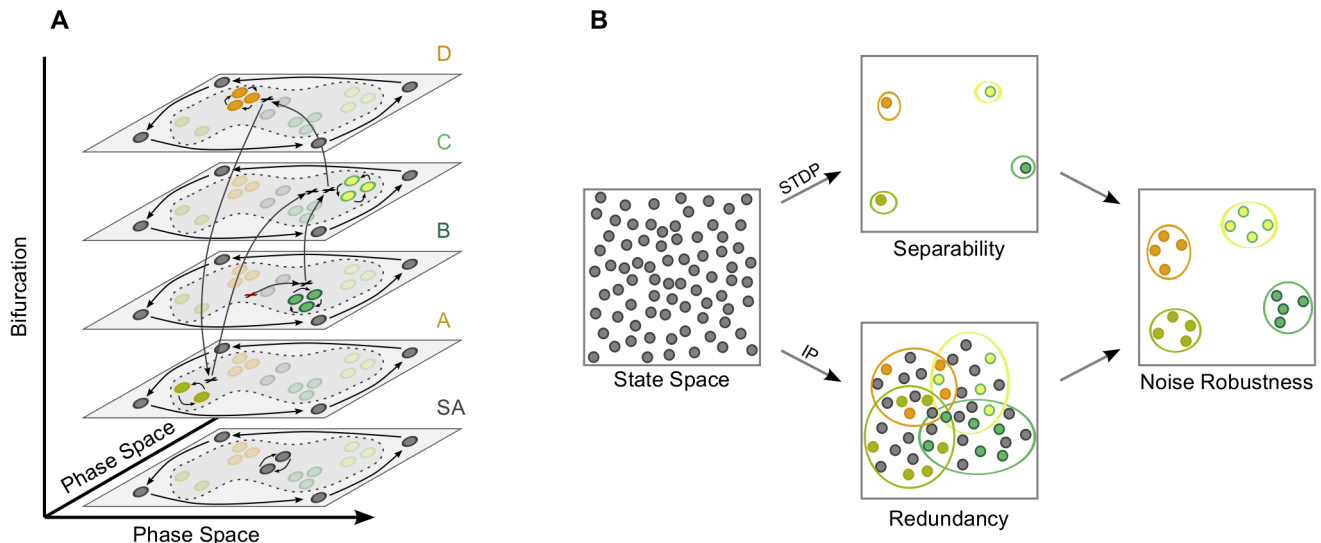 A
D
C
B
A
SA
Bifurcation
Phase Space
Phase Space
B
State Space
STDP
IP
Separability
Redundancy
Noise Robustness